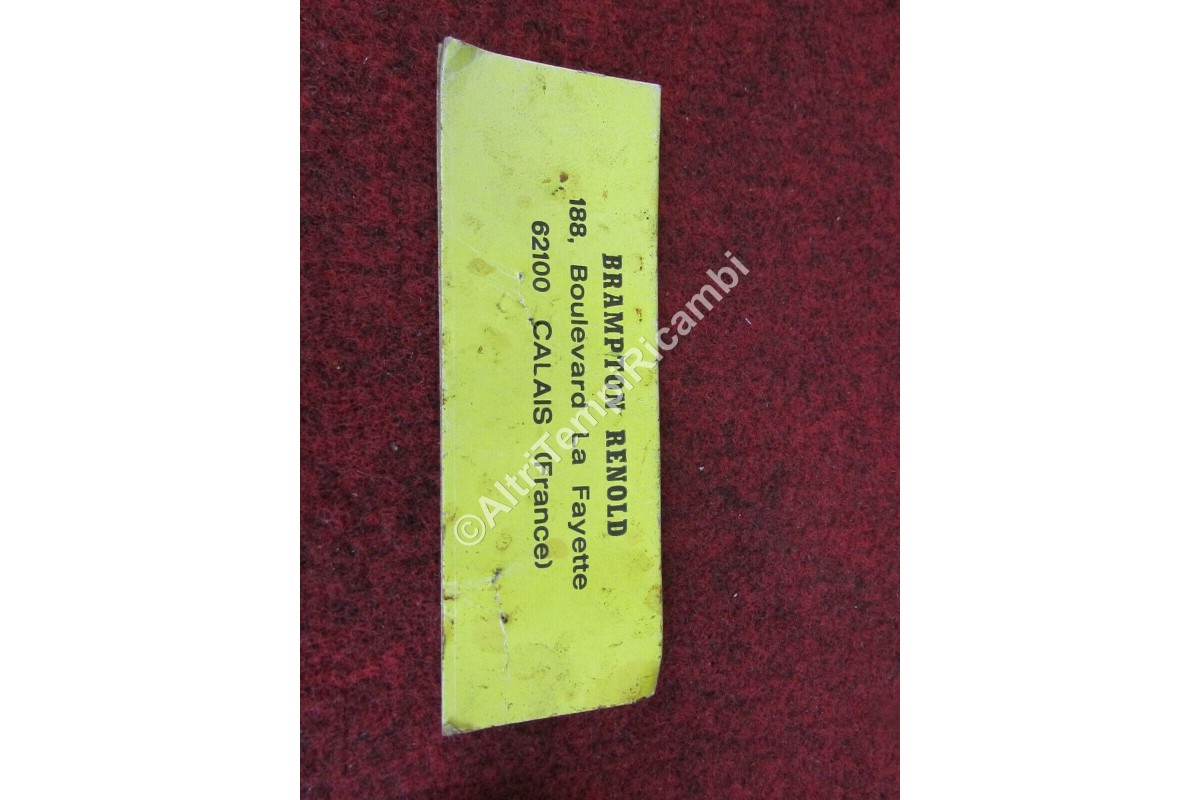 BRAMPTON RENOLD
188, Boulevard La Fayette
62100 CALAIS (France)
©AltriTempiRicambi